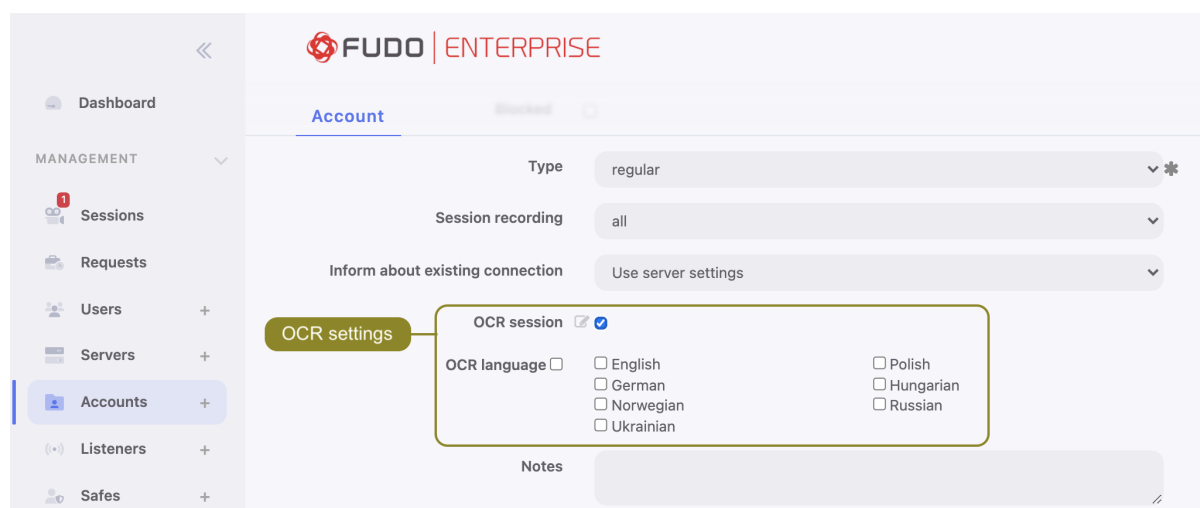 FUDO ENTERPRISE
Dashboard
Blocked
Account
MANAGEMENT
Type
regular
1
Session recording
all
Sessions
Requests
Inform about existing connection
Use server settings
Users +
OCR session
OCR settings
Servers +
OCR language
English
Polish
German
Hungarian
Accounts +
Norwegian
Russian
Ukrainian
Listeners +
Notes
Safes +